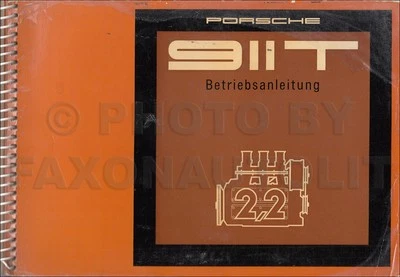 PORSCHE
911T
Betriebsanleitung
© PHOTO BY
FAXONAUTOLIT
2,2